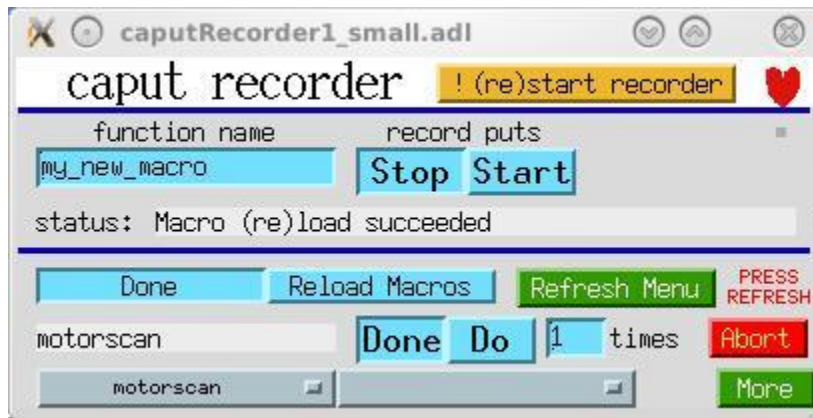 caputRecorder1_small.adl
caput recorder ! (re)start recorder
function name record puts
my_new_macro Stop Start
status: Macro (re)load succeeded
Done Reload Macros Refresh Menu PRESS
REFRESH
motorscan Done Do 1 times Abort
motorscan More